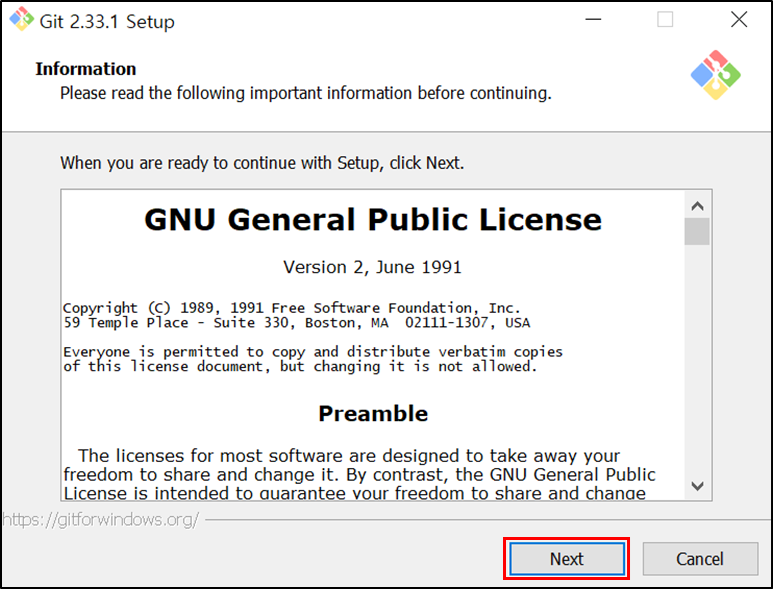 Git 2.33.1 Setup
Information
Please read the following important information before continuing.
When you are ready to continue with Setup, click Next.
GNU General Public License
Version 2, June 1991
Copyright (C) 1989, 1991 Free Software Foundation, Inc.
59 Temple Place - Suite 330, Boston, MA  02111-1307, USA
Everyone is permitted to copy and distribute verbatim copies
of this license document, but changing it is not allowed.
Preamble
The licenses for most software are designed to take away your
freedom to share and change it. By contrast, the GNU General Public
License is intended to guarantee your freedom to share and change
https://gitforwindows.org/
Next
Cancel